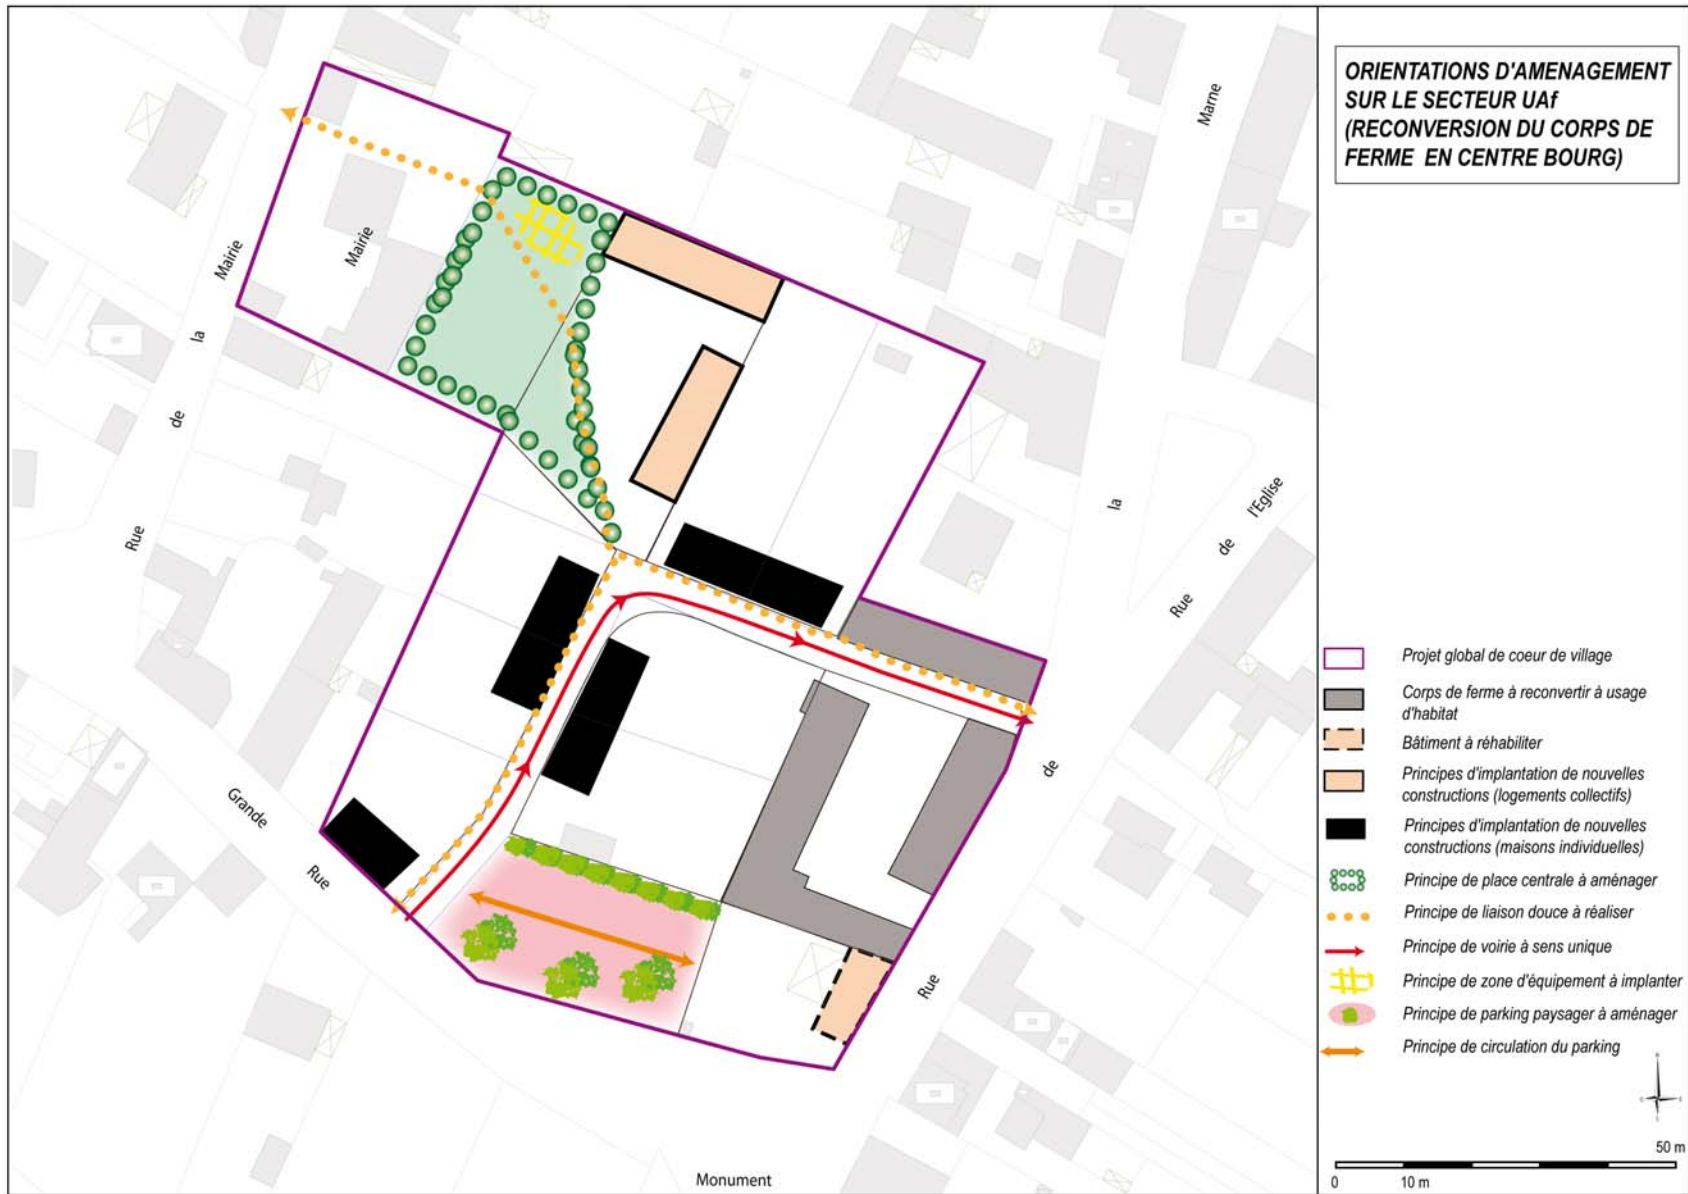 ORIENTATIONS D'AMENAGEMENT
SUR LE SECTEUR UAf
(RECONVERSION DU CORPS DE
FERME EN CENTRE BOURG)
Rue de la Mairie
Mairie
Grande Rue
Rue de la Marne
Rue de l'Eglise
Monument
Projet global de coeur de village
Corps de ferme à reconvertir à usage
d'habitat
Bâtiment à réhabiliter
Principes d'implantation de nouvelles
constructions (logements collectifs)
Principes d'implantation de nouvelles
constructions (maisons individuelles)
Principe de place centrale à aménager
Principe de liaison douce à réaliser
Principe de voirie à sens unique
Principe de zone d'équipement à implanter
Principe de parking paysager à aménager
Principe de circulation du parking
50 m
0 10 m